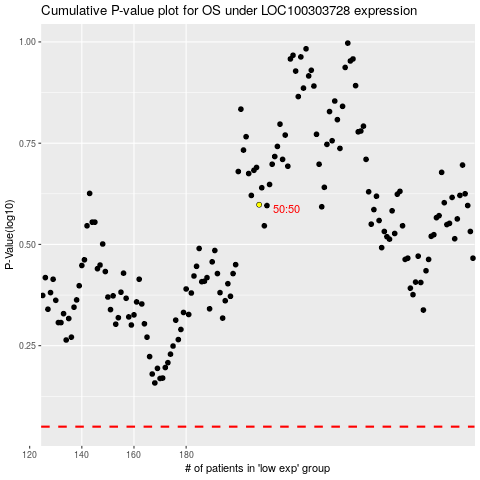 Cumulative P-value plot for OS under LOC100303728 expression
P-Value(log10)
1.00
0.75
0.50
0.25
50:50
120 140 160 180
# of patients in 'low exp' group